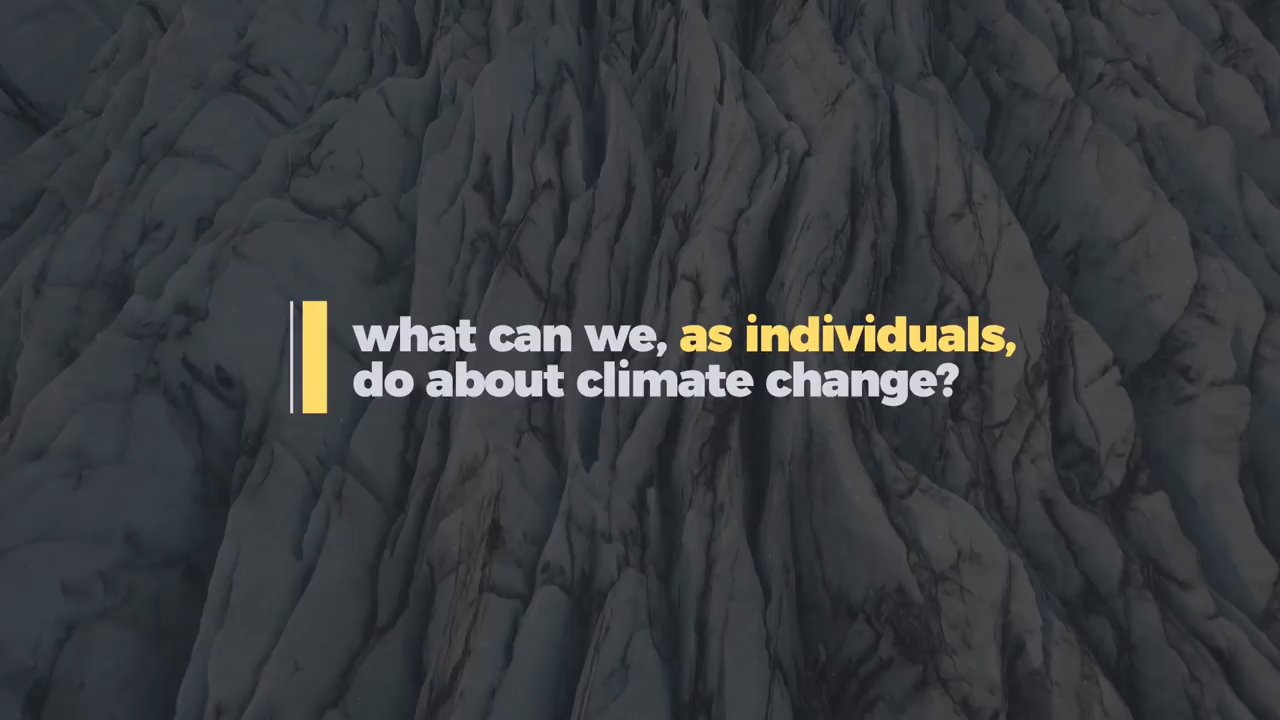 what can we, as individuals,
do about climate change?